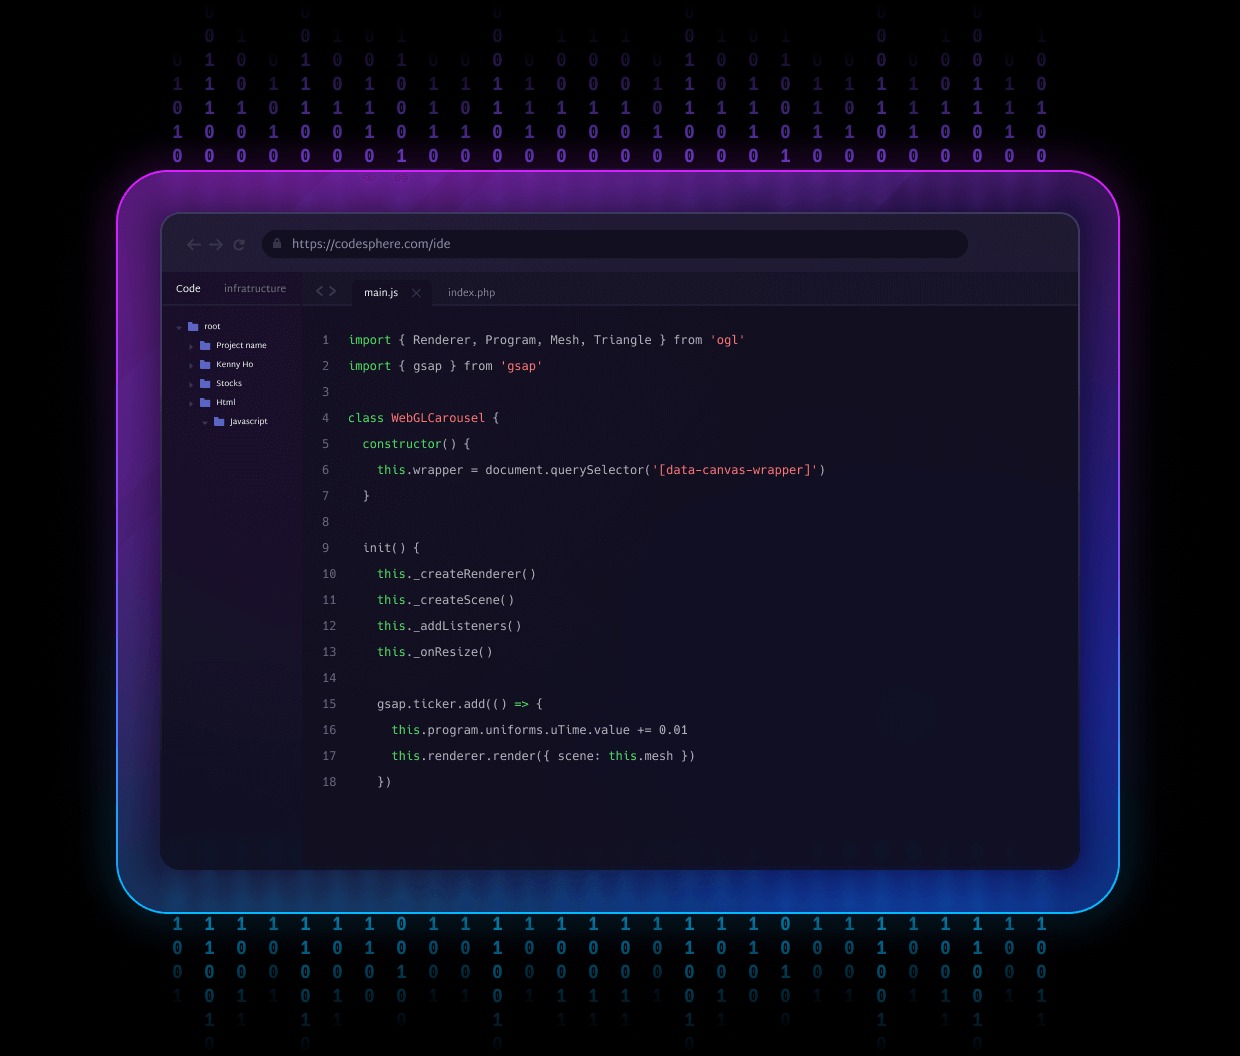 https://codesphere.com/ide
Code infratructure
main.js index.php
root
Project name
Kenny Ho
Stocks
Html
Javascript
1 import { Renderer, Program, Mesh, Triangle } from 'ogl'
2 import { gsap } from 'gsap'
3
4 class WebGLCarousel {
5 constructor() {
6 this.wrapper = document.querySelector('[data-canvas-wrapper]')
7 }
8
9 init() {
10 this._createRenderer()
11 this._createScene()
12 this._addListeners()
13 this._onResize()
14
15 gsap.ticker.add(() => {
16 this.program.uniforms.uTime.value += 0.01
17 this.renderer.render({ scene: this.mesh })
18 })